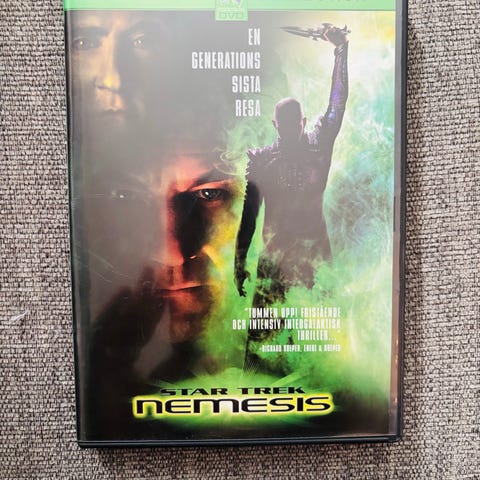 DVD
EN
GENERATIONS
SISTA
RESA
"TUMMEN UPP! FRISTÅENDE
OCH INTENSIV INTERGALAKTISK
THRILLER..."
-RICHARD ROEPER, EBERT & ROEPER
STAR TREK
NEMESIS